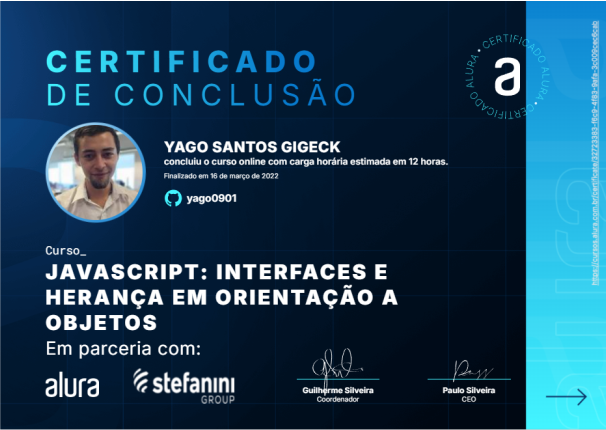 CERTIFICADO
DE CONCLUSÃO
CERTIFICADO ALURA • CERTIFICADO ALURA •
a
YAGO SANTOS GIGECK
concluiu o curso online com carga horária estimada em 12 horas.
Finalizado em 16 de março de 2022
yago0901
Curso_
JAVASCRIPT: INTERFACES E
HERANÇA EM ORIENTAÇÃO A
OBJETOS
Em parceria com:
alura
stefanini
GROUP
Guilherme Silveira
Coordenador
Paulo Silveira
CEO